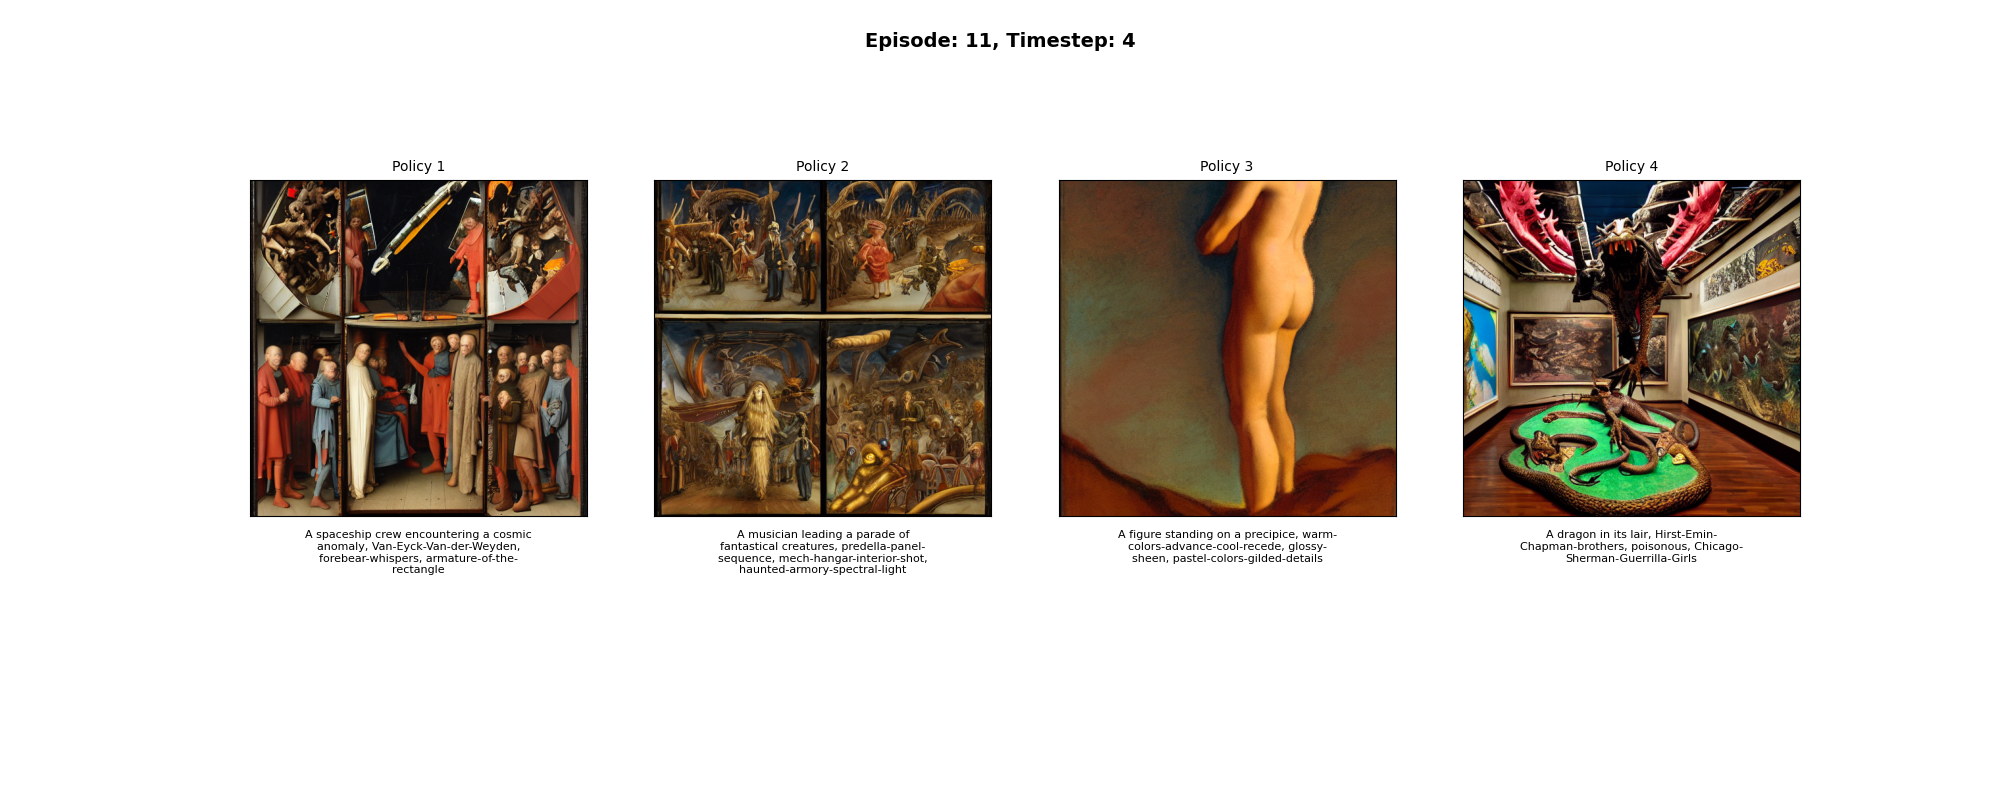 Episode: 11, Timestep: 4
Policy 1
Policy 2
Policy 3
Policy 4
A spaceship crew encountering a cosmic
anomaly, Van-Eyck-Van-der-Weyden,
forebear-whispers, armature-of-the-
rectangle
A musician leading a parade of
fantastical creatures, predella-panel-
sequence, mech-hangar-interior-shot,
haunted-armory-spectral-light
A figure standing on a precipice, warm-
colors-advance-cool-recede, glossy-
sheen, pastel-colors-gilded-details
A dragon in its lair, Hirst-Emin-
Chapman-brothers, poisonous, Chicago-
Sherman-Guerrilla-Girls